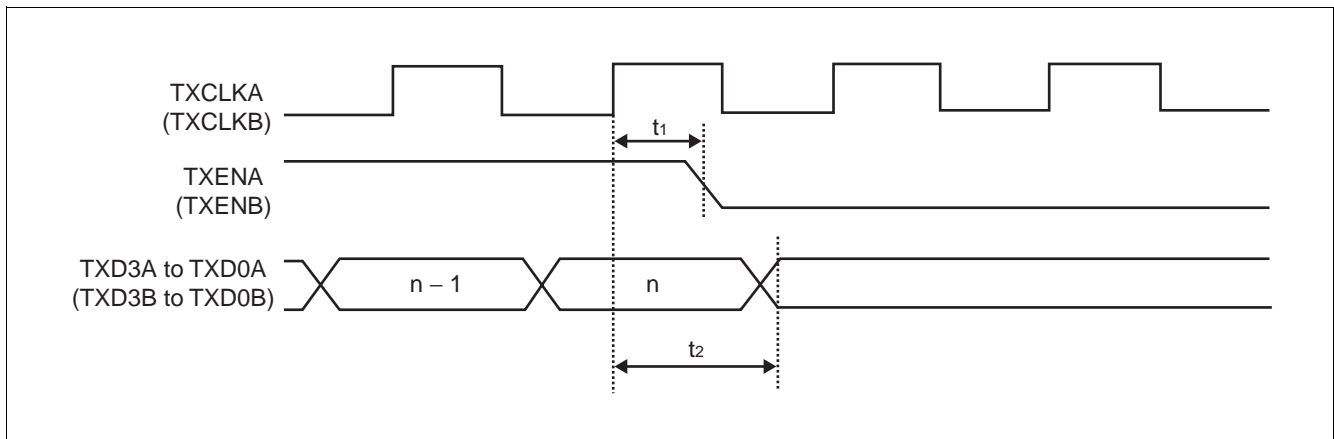 TXCLKA
(TXCLKB)
t1
TXENA
(TXENB)
TXD3A to TXD0A
(TXD3B to TXD0B)
n – 1
n
t2